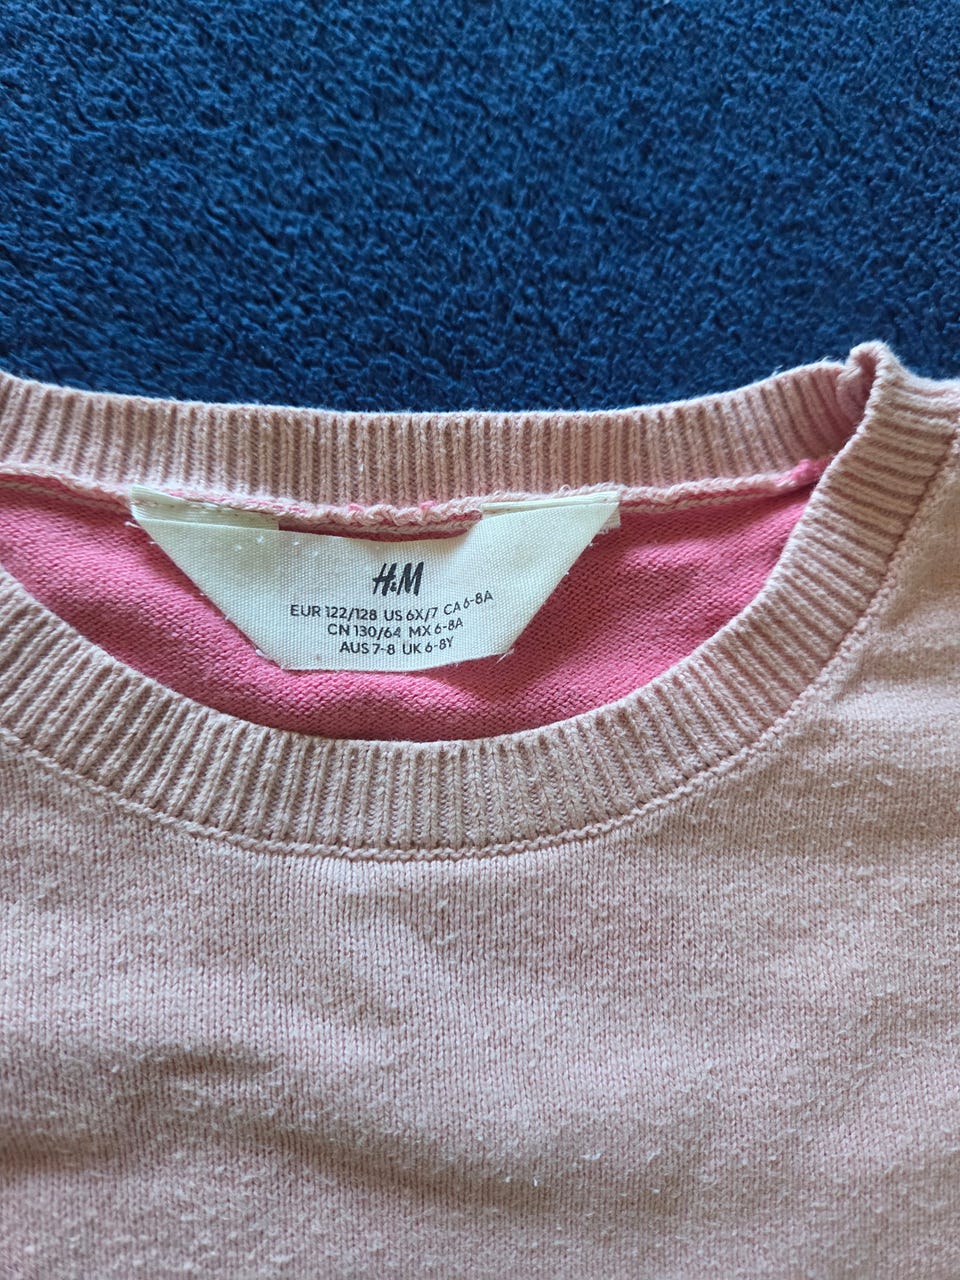 H&M
EUR 122/128 US 6X/7 CA 6-8A
CN 130/64 MX 6-8A
AUS 7-8 UK 6-8Y